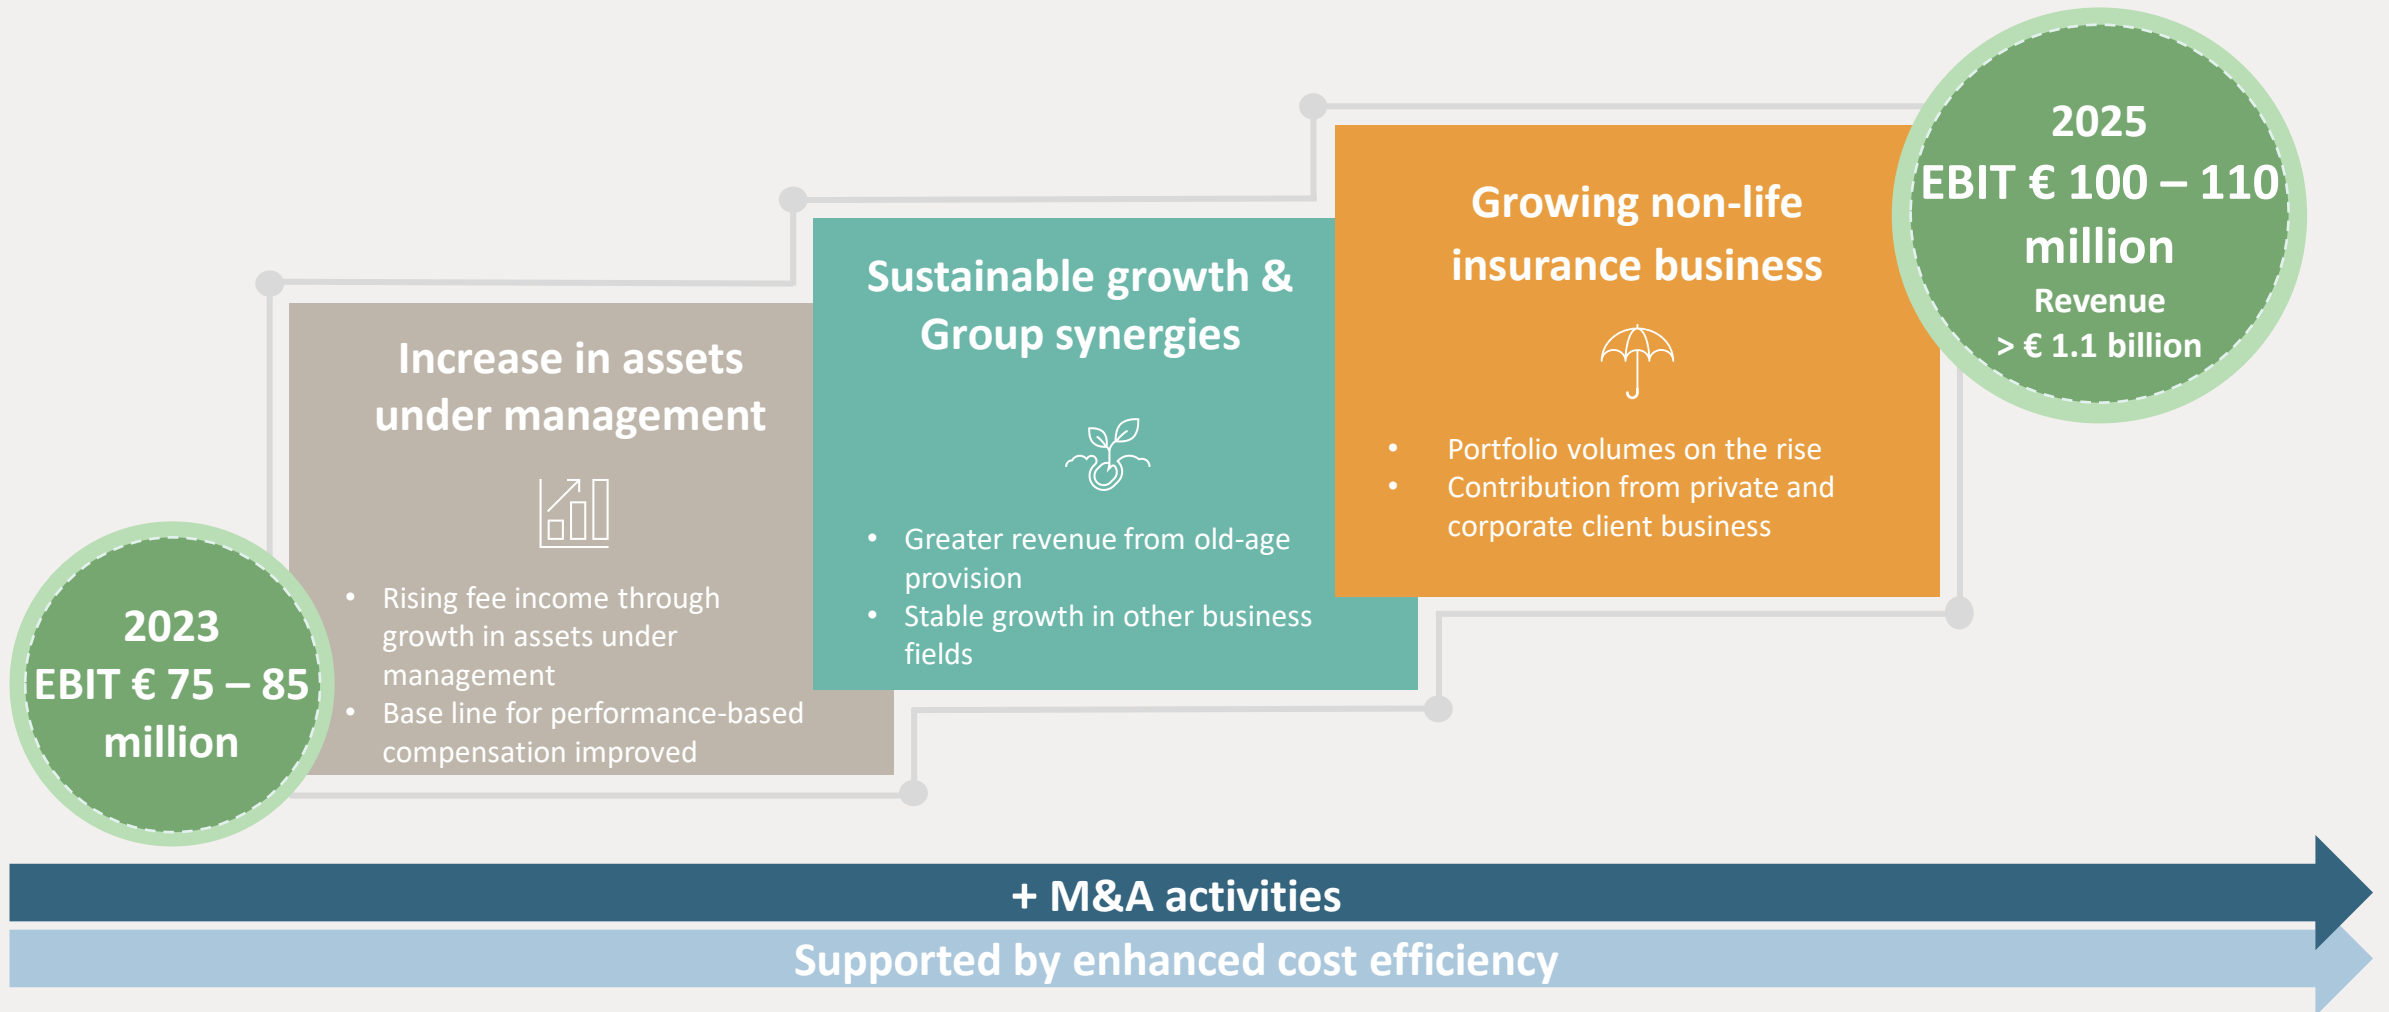 2023
EBIT € 75 – 85
million
Increase in assets
under management
• Rising fee income through
growth in assets under
management
• Base line for performance-based
compensation improved
Sustainable growth &
Group synergies
• Greater revenue from old-age
provision
• Stable growth in other business
fields
Growing non-life
insurance business
• Portfolio volumes on the rise
• Contribution from private and
corporate client business
2025
EBIT € 100 – 110
million
Revenue
> € 1.1 billion
+ M&A activities
Supported by enhanced cost efficiency